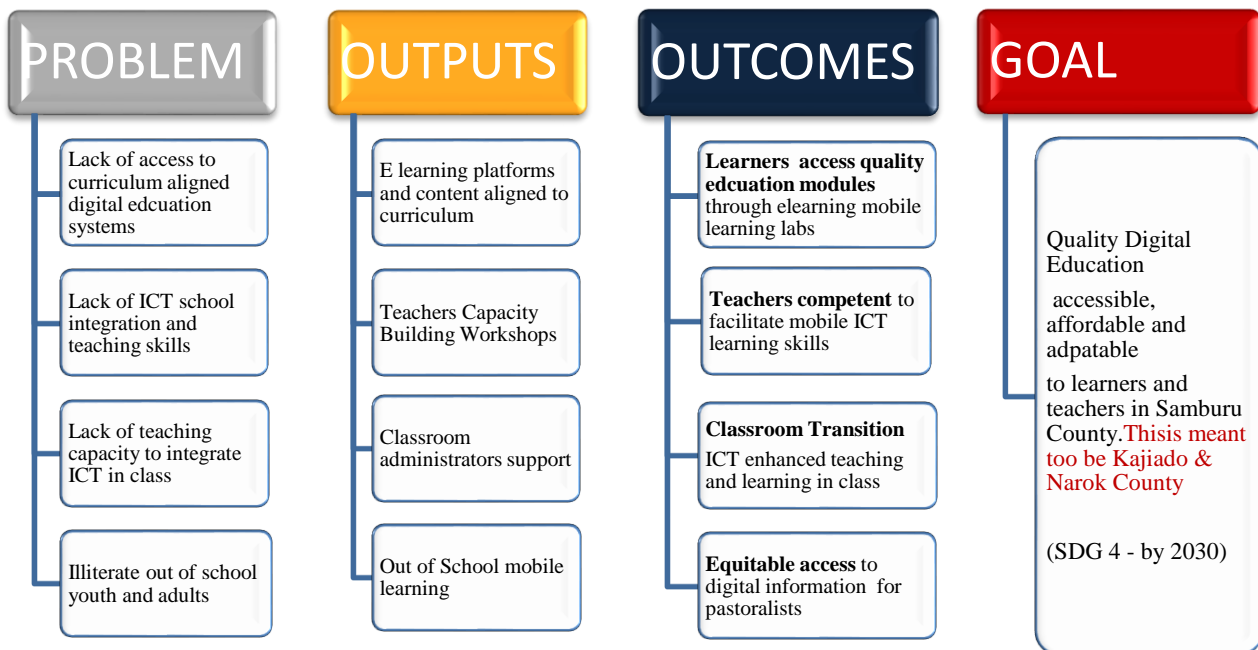 PROBLEM
Lack of access to
curriculum aligned
digital edcuation
systems
Lack of ICT school
integration and
teaching skills
Lack of teaching
capacity to integrate
ICT in class
Illiterate out of school
youth and adults
OUTPUTS
E learning platforms
and content aligned to
curriculum
Teachers Capacity
Building Workshops
Classroom
administrators support
Out of School mobile
learning
OUTCOMES
Learners access quality
edcuation modules
through elearning mobile
learning labs
Teachers competent to
facilitate mobile ICT
learning skills
Classroom Transition
ICT enhanced teaching
and learning in class
Equitable access to
digital information for
pastoralists
GOAL
Quality Digital
Education
accessible,
affordable and
adpatable
to learners and
teachers in Samburu
County.Thisis meant
too be Kajiado &
Narok County
(SDG 4 - by 2030)